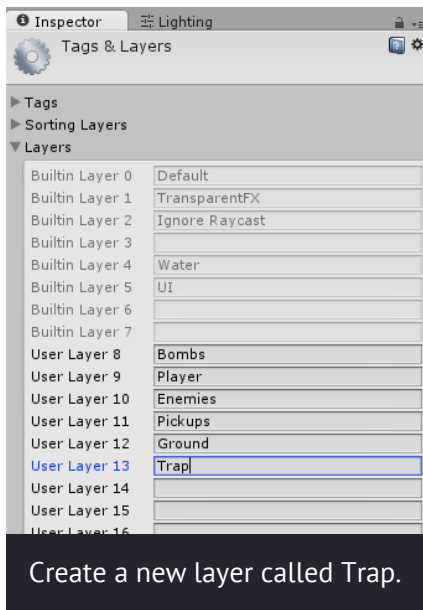 Inspector
Lighting
Tags & Layers
Tags
Sorting Layers
Layers
Builtin Layer 0 Default
Builtin Layer 1 TransparentFX
Builtin Layer 2 Ignore Raycast
Builtin Layer 3
Builtin Layer 4 Water
Builtin Layer 5 UI
Builtin Layer 6
Builtin Layer 7
User Layer 8 Bombs
User Layer 9 Player
User Layer 10 Enemies
User Layer 11 Pickups
User Layer 12 Ground
User Layer 13 Trap
User Layer 14
User Layer 15
User Layer 16
Create a new layer called Trap.